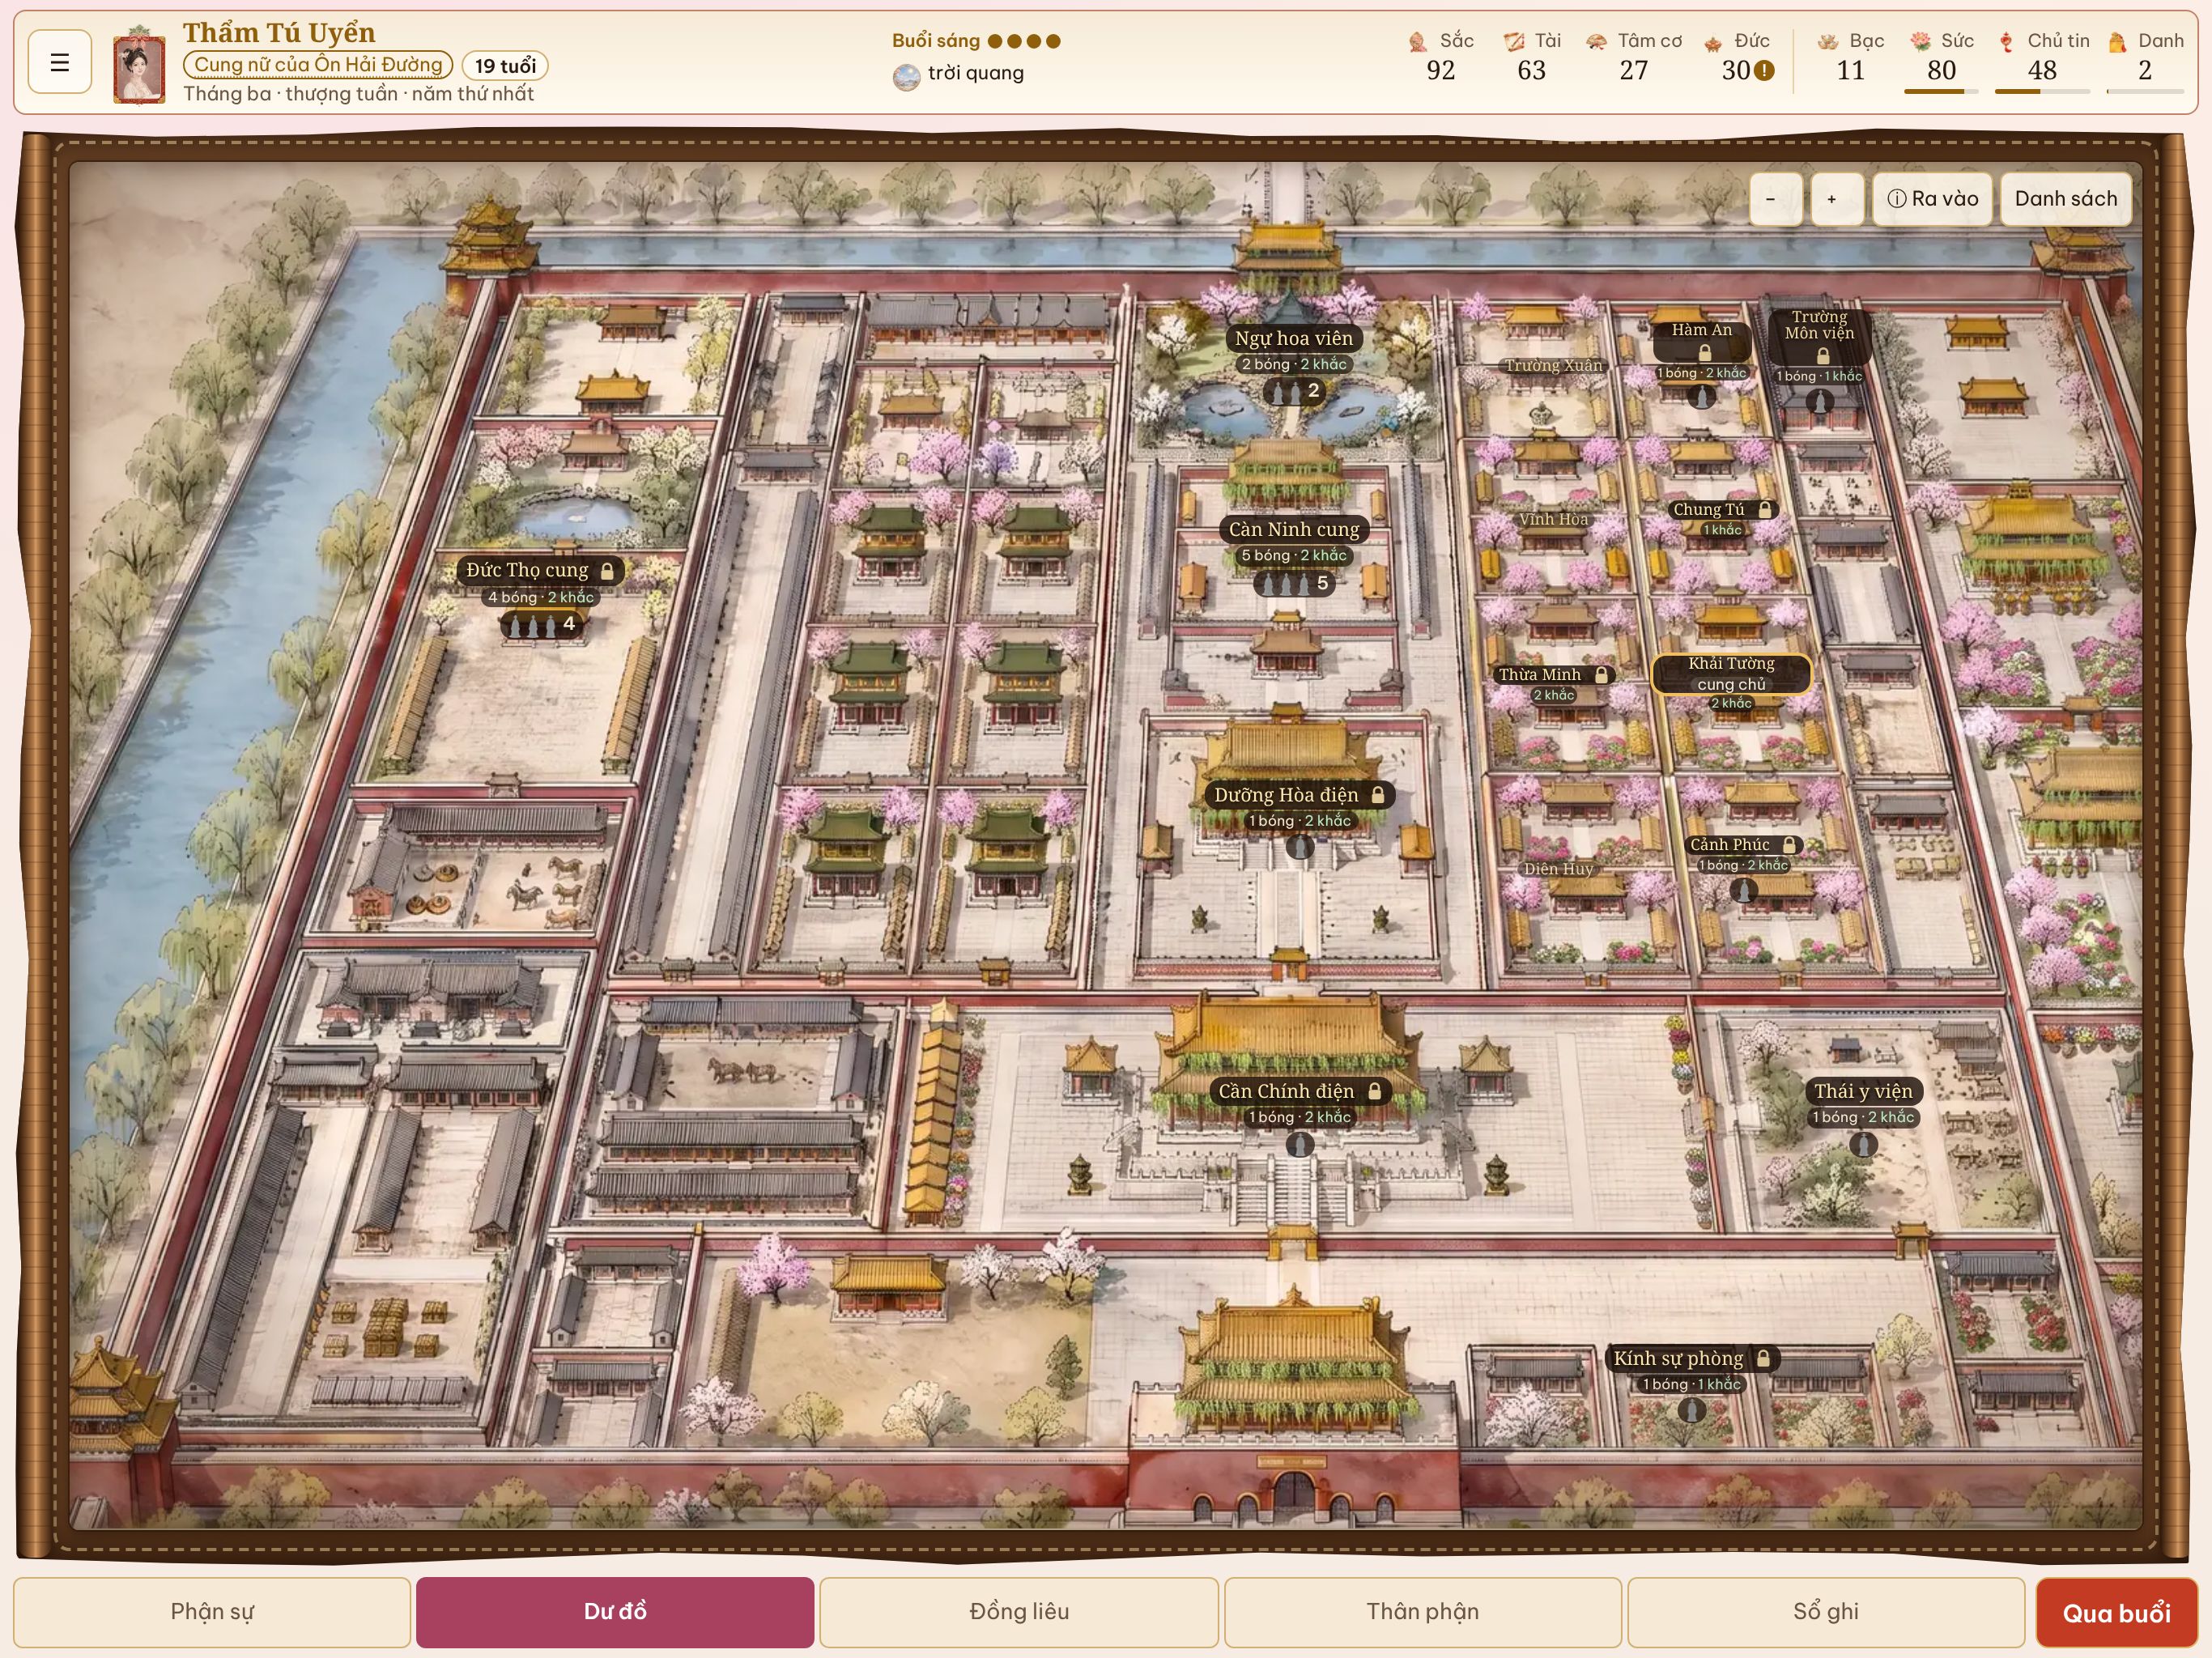 Thẩm Tú Uyển
Cung nữ của Ôn Hải Đường
19 tuổi
Tháng ba · thượng tuần · năm thứ nhất
Buổi sáng
trời quang
Sắc
92
Tài
63
Tâm cơ
27
Đức
30 !
Bạc
11
Sức
80
Chủ tin
48
Danh
2
-
+
ⓘ Ra vào
Danh sách
Ngự hoa viên
2 bóng · 2 khắc
2
Trường Xuân
Hàm An
1 bóng · 2 khắc
Trường
Môn viện
1 bóng · 1 khắc
Càn Ninh cung
5 bóng · 2 khắc
5
Vĩnh Hòa
Chung Tú
1 khắc
Đức Thọ cung
4 bóng · 2 khắc
4
Thừa Minh
2 khắc
Khải Tường
cung chủ
2 khắc
Dưỡng Hòa điện
1 bóng · 2 khắc
Diên Huy
Cảnh Phúc
1 bóng · 2 khắc
Cần Chính điện
1 bóng · 2 khắc
Thái y viện
1 bóng · 2 khắc
Kính sự phòng
1 bóng · 1 khắc
Phận sự
Dư đồ
Đồng liêu
Thân phận
Sổ ghi
Qua buổi